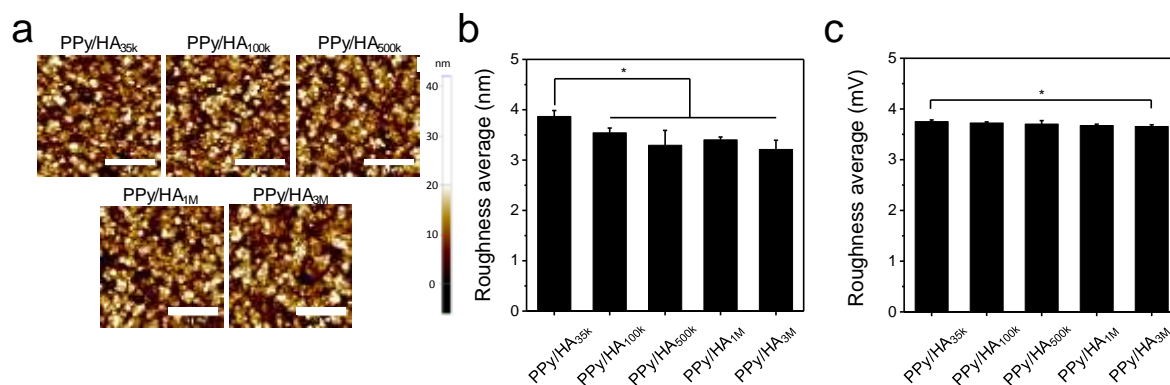 a
PPy/HA35k PPy/HA100k PPy/HA500k
nm
40
30
20
10
0
PPy/HA1M PPy/HA3M
b
Roughness average (nm)
5
4
3
2
1
0
*
PPy/HA35k PPy/HA100k PPy/HA500k PPy/HA1M PPy/HA3M
c
Roughness average (mV)
5
4
3
2
1
0
*
PPy/HA35k PPy/HA100k PPy/HA500k PPy/HA1M PPy/HA3M